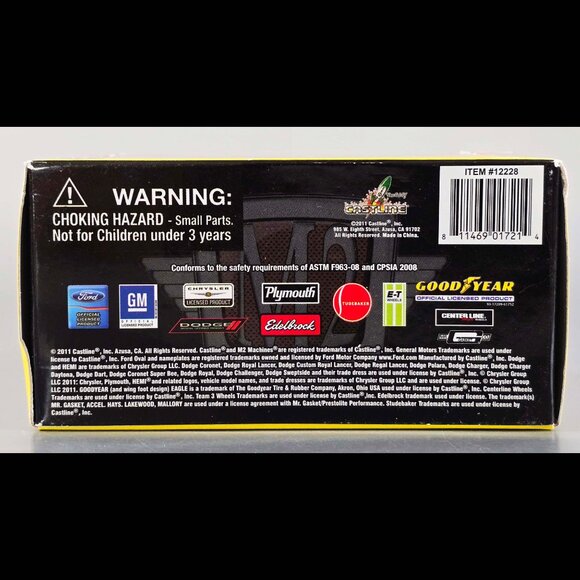 ITEM #12228
WARNING:
CHOKING HAZARD - Small Parts.
Not for Children under 3 years
CASTLINE
©2011 Castline®, Inc.
985 W. Eighth Street, Azusa, CA 91702
All Rights Reserved. Made in China.
8 11469 01721 4
Conforms to the safety requirements of ASTM F963-08 and CPSIA 2008
M2
Ford
OFFICIAL
LICENSED
PRODUCT
GM
OFFICIAL
LICENSED PRODUCT
CHRYSLER
LICENSED PRODUCT
DODGE
Plymouth
Edelbrock
STUDEBAKER
E-T
WHEELS
GOODYEAR
OFFICIAL LICENSED PRODUCT
CENTER LINE
WHEELS
© 2011 Castline®, Inc. Azusa, CA. All Rights Reserved. Castline® and M2 Machines® are registered trademarks of Castline®, Inc. General Motors Trademarks are used under
license to Castline®, Inc. Ford Oval and nameplates are registered trademarks owned and licensed by Ford Motor Company www.Ford.com Manufactured by Castline®, Inc. Dodge
and HEMI are trademarks of Chrysler Group LLC. Dodge Coronet, Dodge Royal Lancer, Dodge Custom Royal Lancer, Dodge Regal Lancer, Dodge Polara, Dodge Charger, Dodge Charger
Daytona, Dodge Dart, Dodge Coronet Super Bee, Dodge Royal, Dodge Challenger, Dodge Sweptside and their trade dress are used under license to Castline®, Inc. © Chrysler Group
LLC 2011: Chrysler, Plymouth, HEMI® and related logos, vehicle model names, and trade dresses are trademarks of Chrysler Group LLC and are used under license. © Chrysler Group
LLC 2011. GOODYEAR (and wing foot design) EAGLE is a Trademark of The Goodyear Tire & Rubber Company, Akron, Ohio USA used under license to Castline®, Inc. Centerline Wheels
Trademarks are used under license to Castline®, Inc. Team 3 Wheels Trademarks are used under license to Castline®, Inc. Edelbrock trademark used under license. The trademark(s)
MR. GASKET, ACCEL. HAYS. LAKEWOOD, MALLORY are used under a license agreement with Mr. Gasket/Prestolite Performance. Studebaker Trademarks are used under license to
Castline®, Inc.